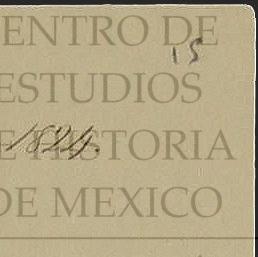 ENTRO DE
15
ESTUDIOS
1824.
E HISTORIA
DE MEXICO